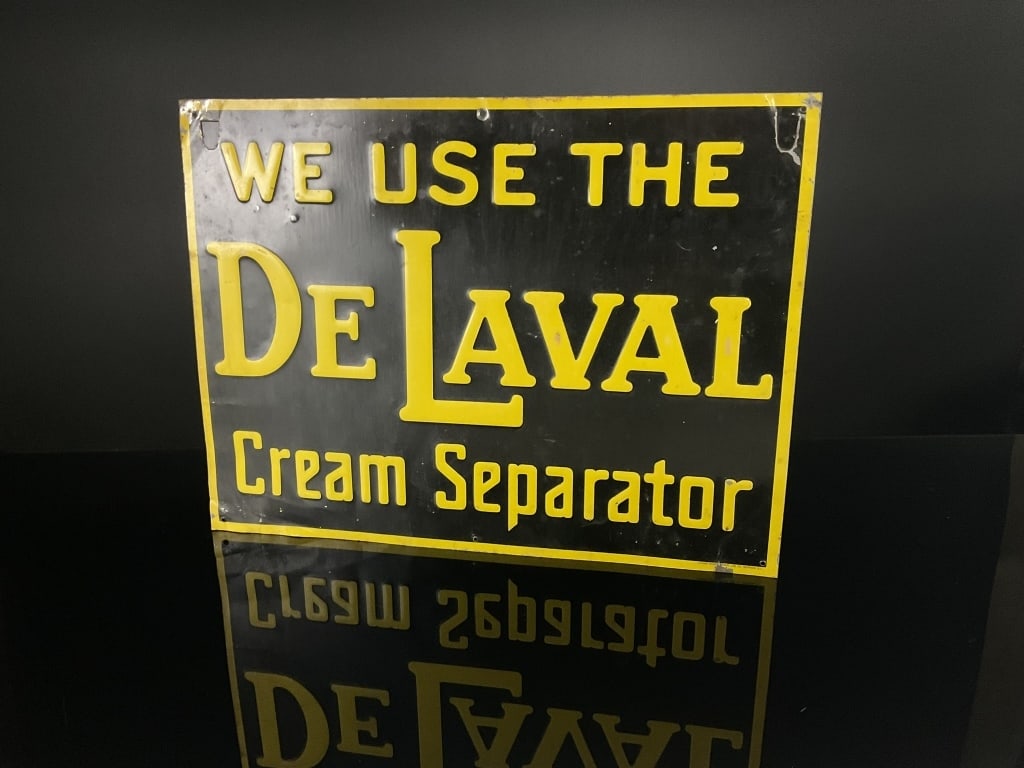 WE USE THE
DE LAVAL
Cream Separator